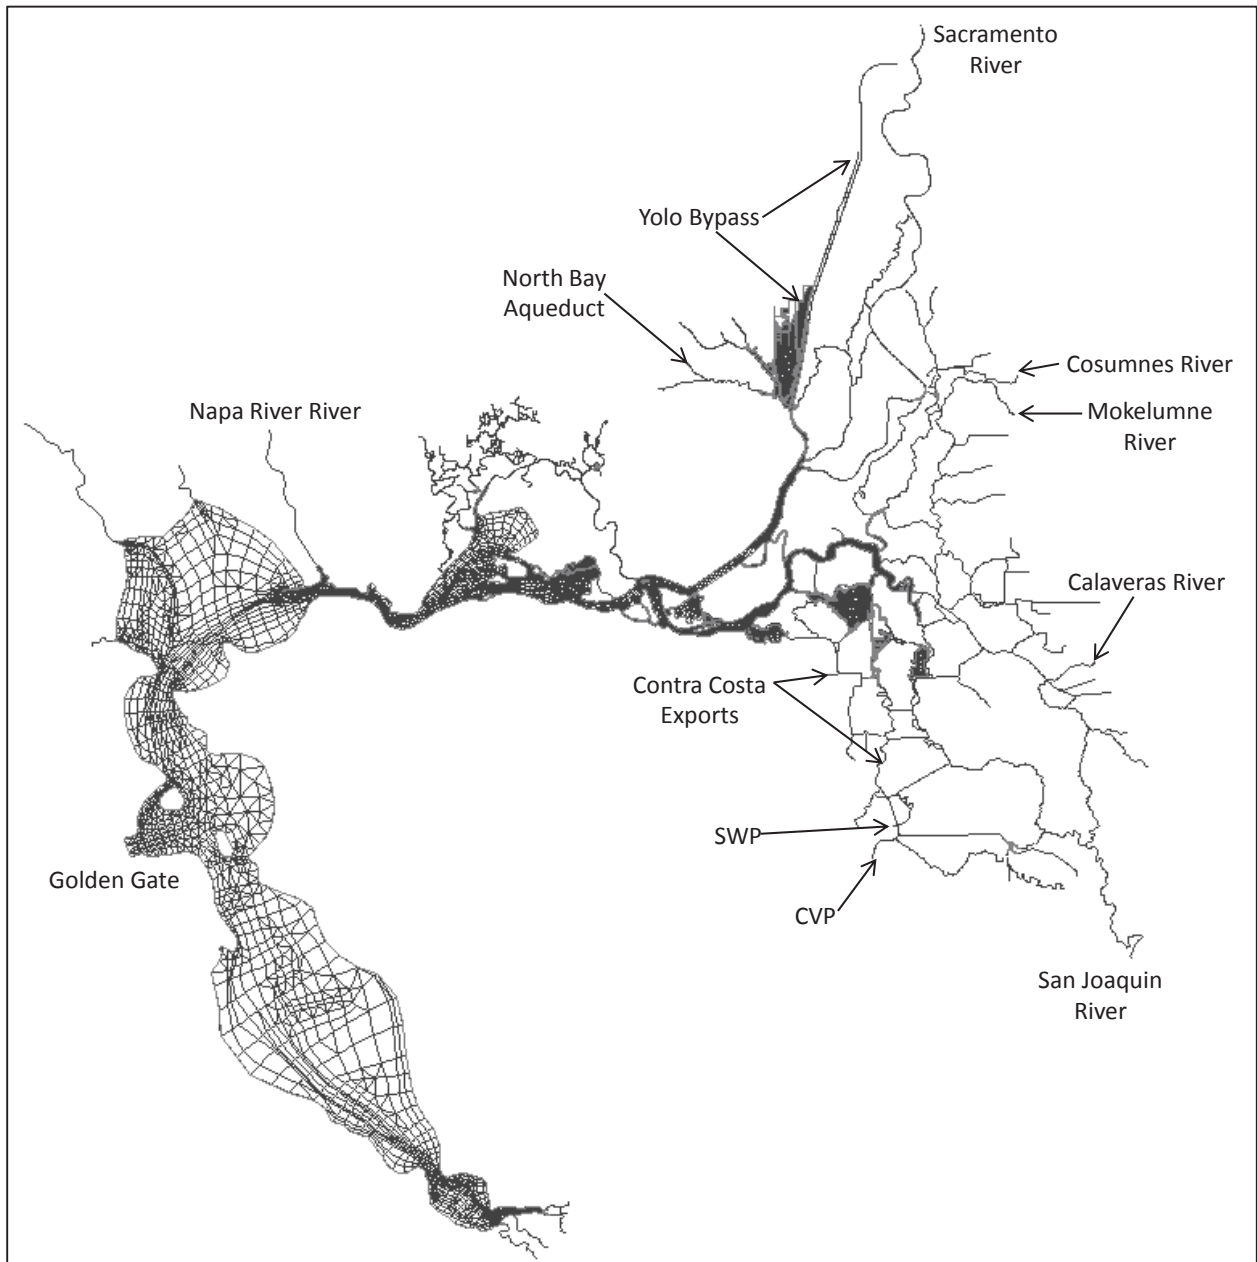 Sacramento
River
Yolo Bypass
North Bay
Aqueduct
Cosumnes River
Napa River River
Mokelumne
River
Calaveras River
Contra Costa
Exports
SWP
Golden Gate
CVP
San Joaquin
River